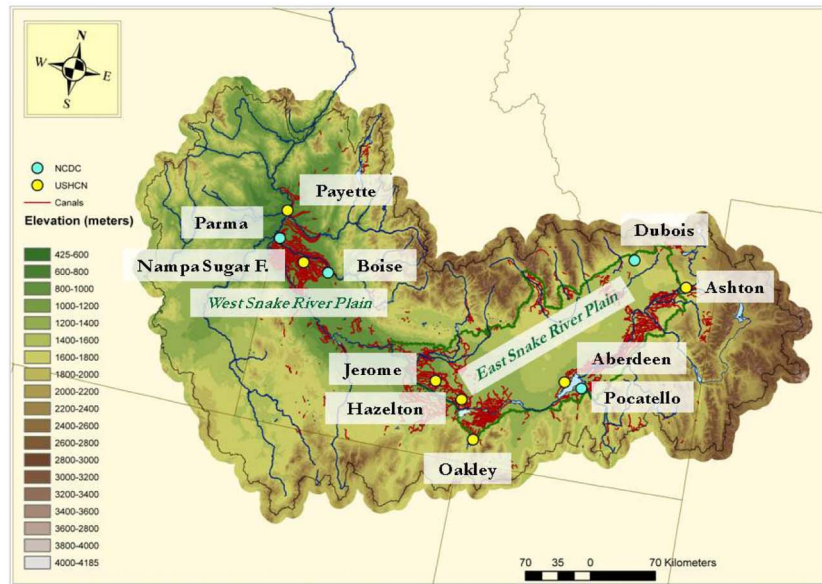 N
W
E
S
NCDC
USHCN
Canals
Elevation (meters)
425-600
600-800
800-1000
1000-1200
1200-1400
1400-1600
1600-1800
1800-2000
2000-2200
2200-2400
2400-2600
2600-2800
2800-3000
3000-3200
3200-3400
3400-3600
3600-2800
3800-4000
4000-4185
Payette
Parma
Nampa Sugar F.
Boise
West Snake River Plain
Dubois
Ashton
East Snake River Plain
Jerome
Aberdeen
Hazelton
Pocatello
Oakley
70 35 0 70 Kilometers